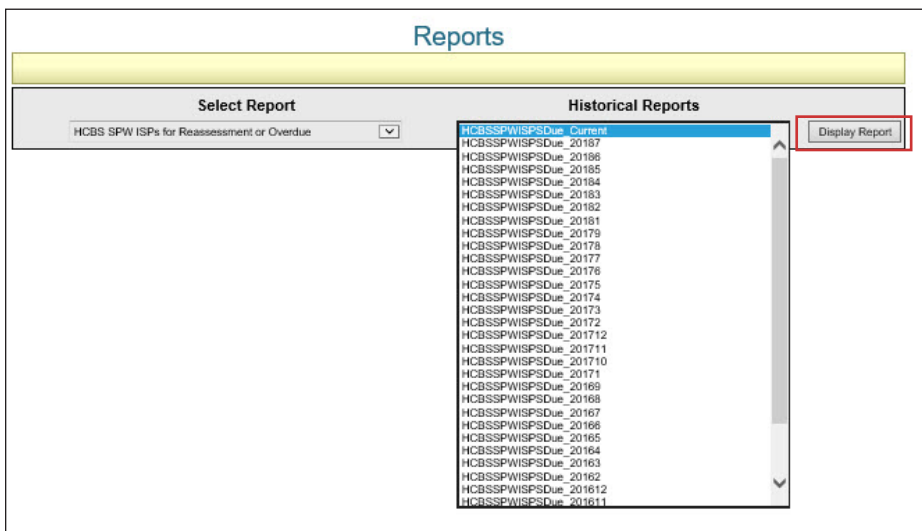 Reports
Select Report
Historical Reports
HCBS SPW ISPs for Reassessment or Overdue
Display Report
HCBSSPWISPSDue_Current
HCBSSPWISPSDue_20187
HCBSSPWISPSDue_20186
HCBSSPWISPSDue_20185
HCBSSPWISPSDue_20184
HCBSSPWISPSDue_20183
HCBSSPWISPSDue_20182
HCBSSPWISPSDue_20181
HCBSSPWISPSDue_20179
HCBSSPWISPSDue_20178
HCBSSPWISPSDue_20177
HCBSSPWISPSDue_20176
HCBSSPWISPSDue_20175
HCBSSPWISPSDue_20174
HCBSSPWISPSDue_20173
HCBSSPWISPSDue_20172
HCBSSPWISPSDue_201712
HCBSSPWISPSDue_201711
HCBSSPWISPSDue_201710
HCBSSPWISPSDue_20171
HCBSSPWISPSDue_20169
HCBSSPWISPSDue_20168
HCBSSPWISPSDue_20167
HCBSSPWISPSDue_20166
HCBSSPWISPSDue_20165
HCBSSPWISPSDue_20164
HCBSSPWISPSDue_20163
HCBSSPWISPSDue_20162
HCBSSPWISPSDue_201612
HCBSSPWISPSDue_201611